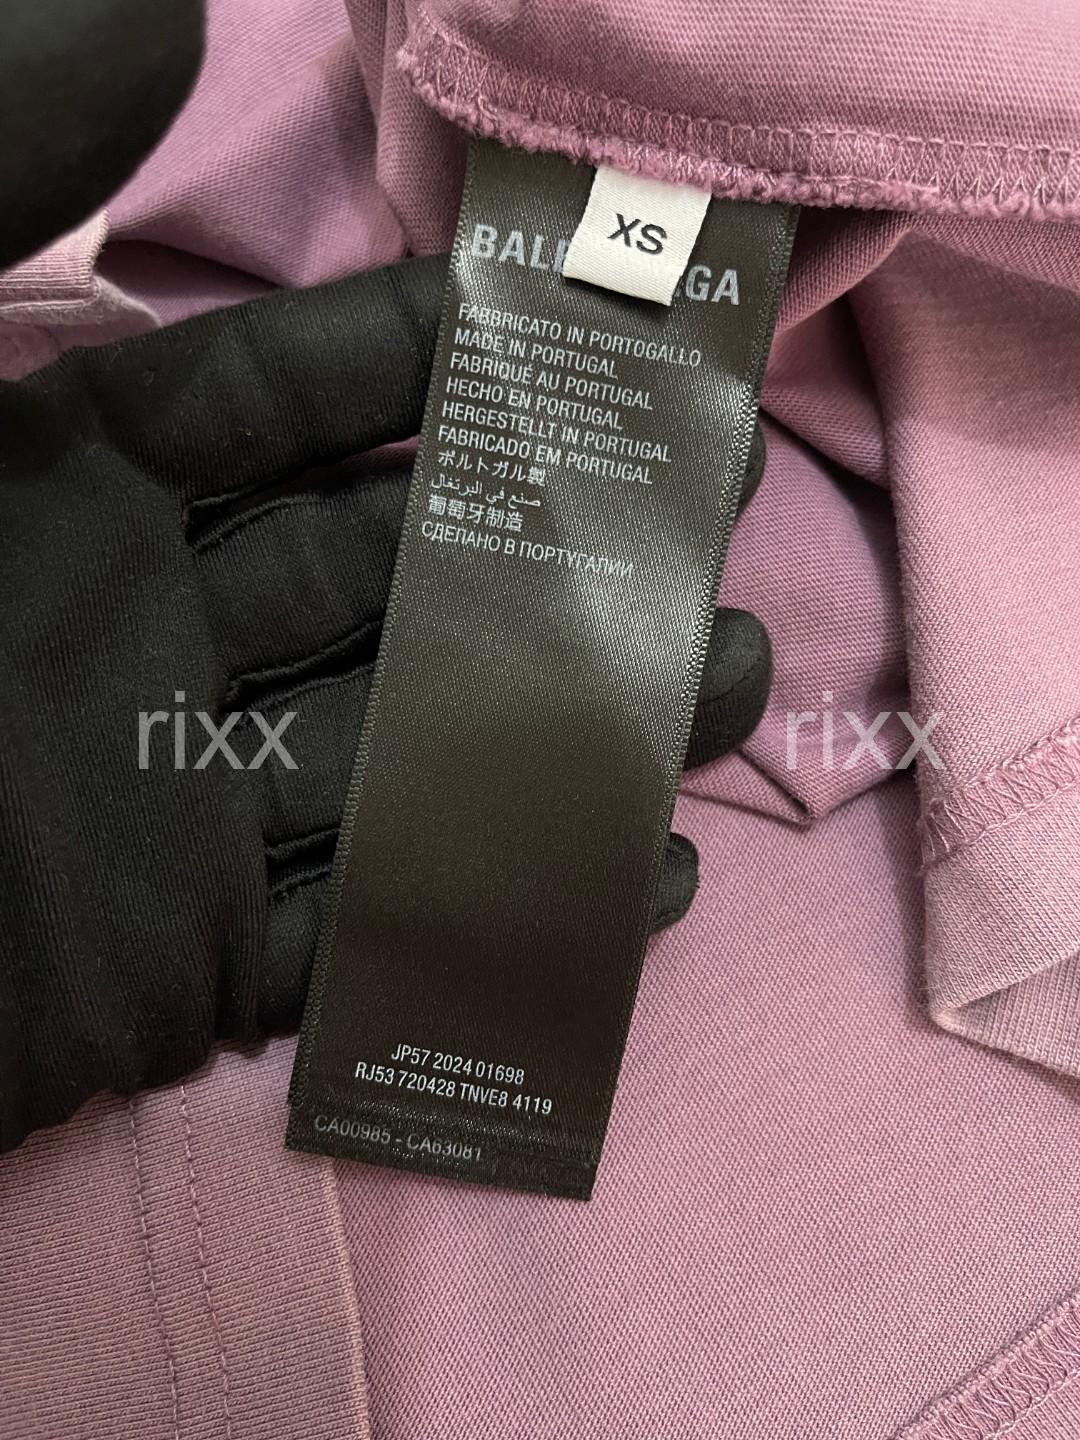 XS
BALE GA
FABBRICATO IN PORTOGALLO
MADE IN PORTUGAL
FABRIQUÉ AU PORTUGAL
HECHO EN PORTUGAL
HERGESTELLT IN PORTUGAL
FABRICADO EM PORTUGAL
ポルトガル製
صنع في البرتغال
葡萄牙制造
СДЕЛАНО В ПОРТУГАЛИИ
rixx rixx
JP57 2024 01698
RJ53 720428 TNVE8 4119
CA00985 - CA63081